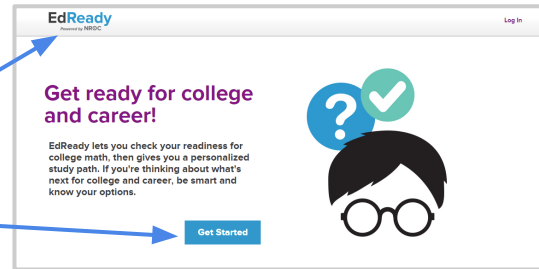 EdReady
Powered by NROC
Log In
Get ready for college
and career!
EdReady lets you check your readiness for
college math, then gives you a personalized
study path. If you're thinking about what's
next for college and career, be smart and
know your options.
Get Started
?